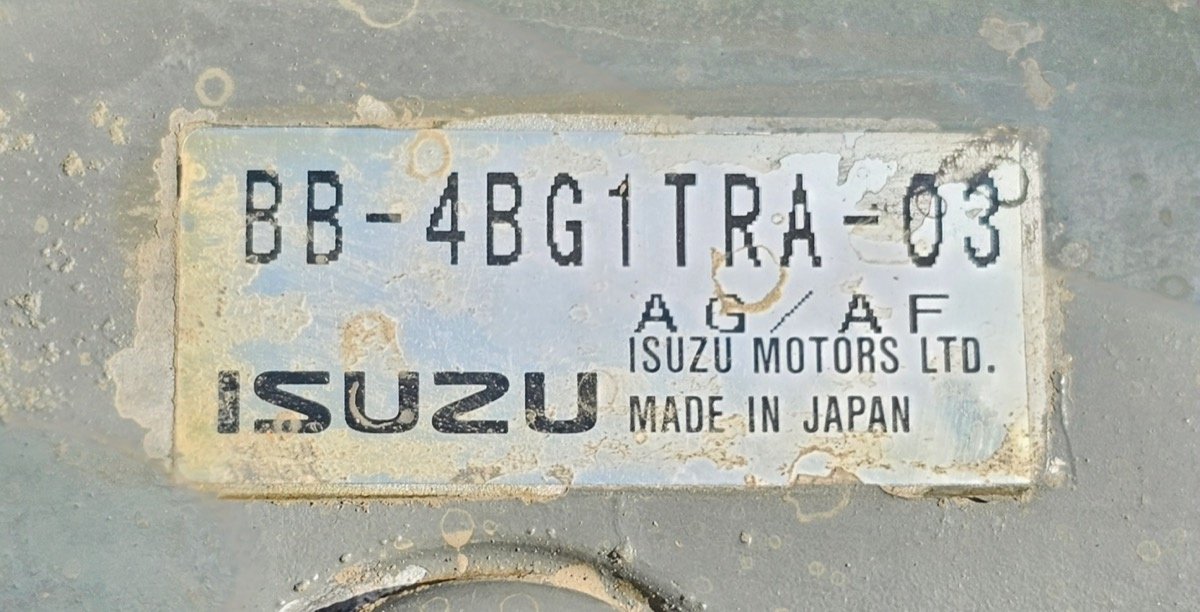 BB-4BG1TRA-03
AG/AF
ISUZU MOTORS LTD.
ISUZU
MADE IN JAPAN